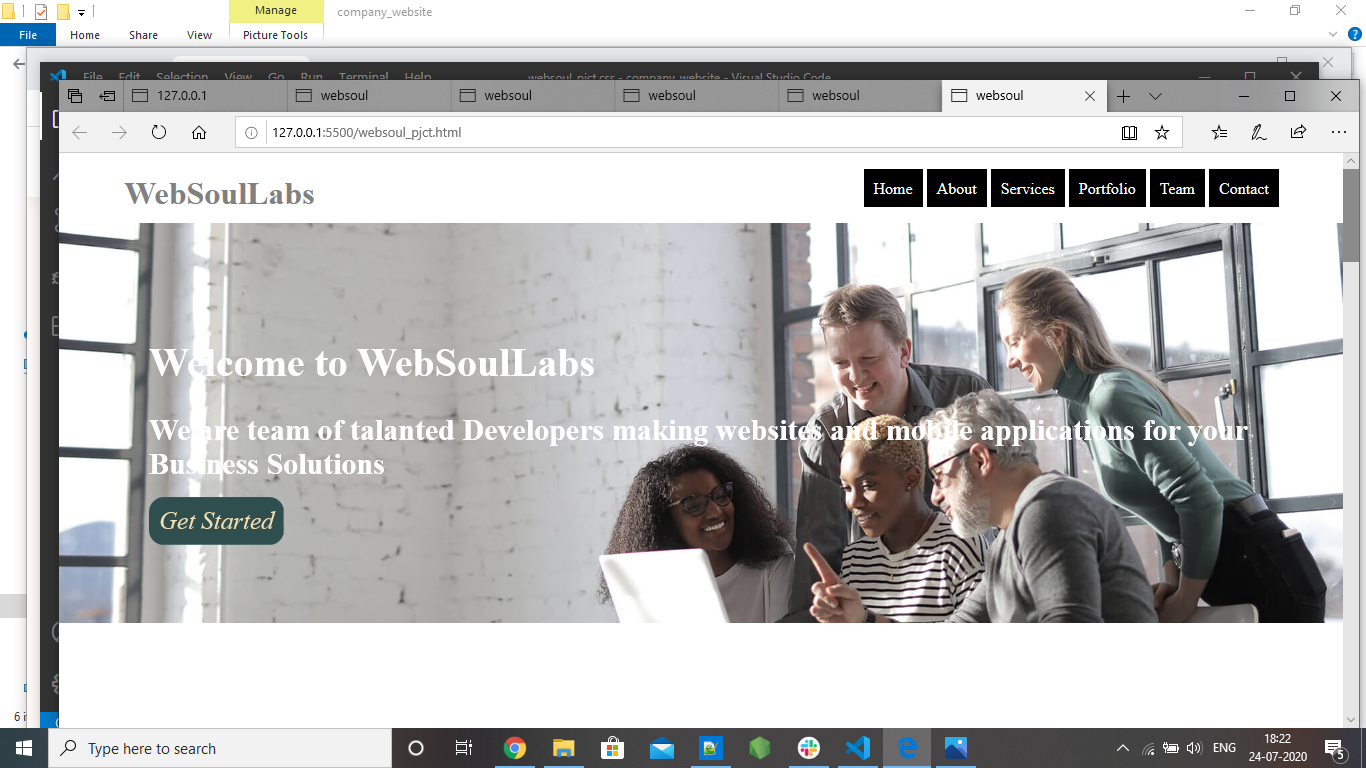 Manage
company_website
File Home Share View Picture Tools
File Edit Selection View Go Run Terminal Help websoul_pjct.css - company_website - Visual Studio Code
127.0.0.1 websoul websoul websoul websoul websoul
127.0.0.1:5500/websoul_pjct.html
WebSoulLabs
Home About Services Portfolio Team Contact
Welcome to WebSoulLabs
We are team of talanted Developers making websites and mobile applications for your
Business Solutions
Get Started
Type here to search
ENG
18:22
24-07-2020
5